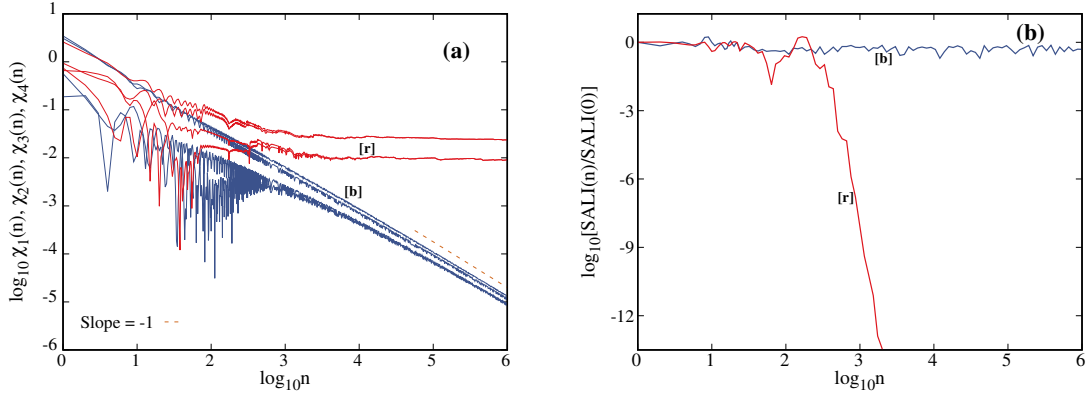 (a)
log₁₀ χ₁(n), χ₂(n), χ₃(n), χ₄(n)
1
0
-1
-2
-3
-4
-5
-6
[r]
[b]
Slope = -1
0 1 2 3 4 5 6
log₁₀n
(b)
log₁₀[SALI(n)/SALI(0)]
0
-3
-6
-9
-12
[b]
[r]
0 1 2 3 4 5 6
log₁₀n